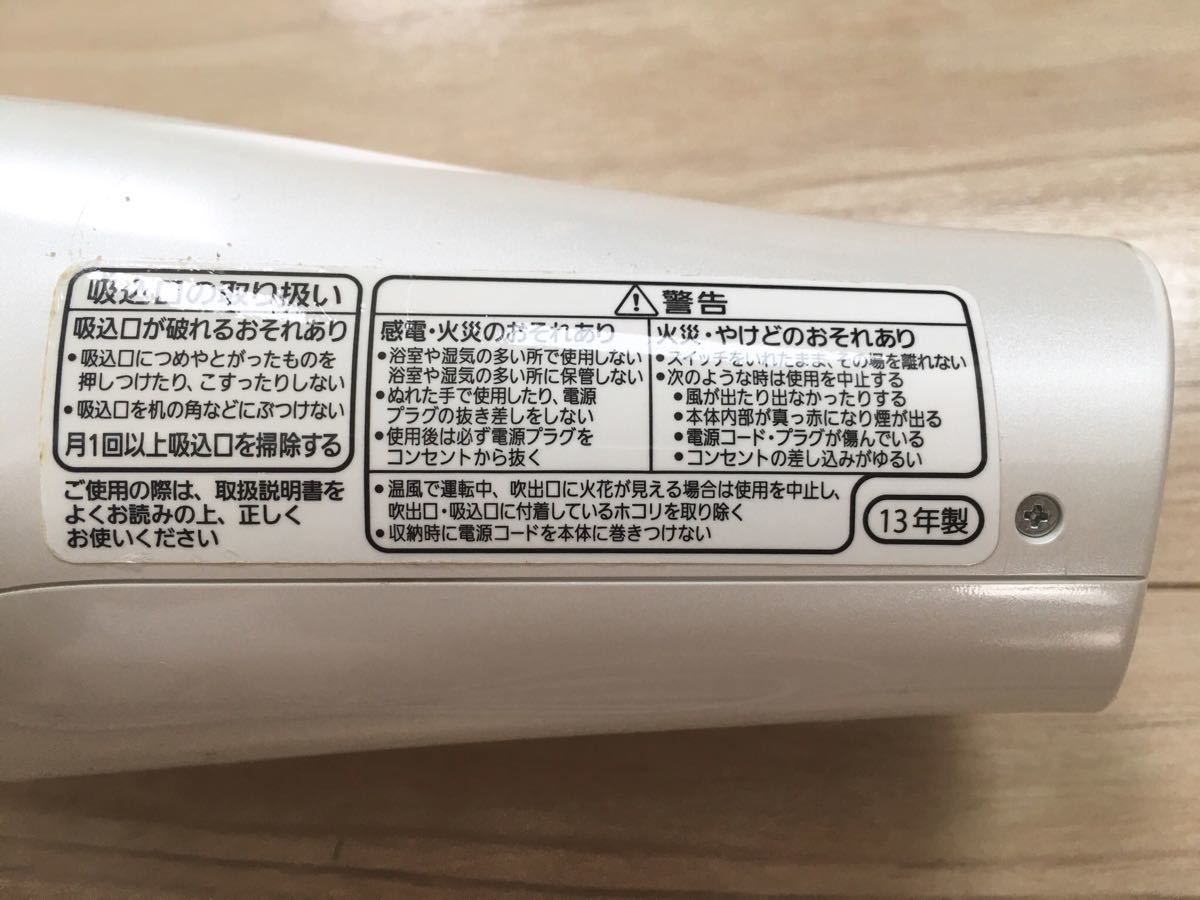 吸込口の取り扱い
吸込口が破れるおそれあり
•吸込口につめやとがったものを
押しつけたり、こすったりしない
•吸込口を机の角などにぶつけない
月1回以上吸込口を掃除する
ご使用の際は、取扱説明書を
よくお読みの上、正しく
お使いください
⚠警告
感電・火災のおそれあり
•浴室や湿気の多い所で使用しない
浴室や湿気の多い所に保管しない
•ぬれた手で使用したり、電源
プラグの抜き差しをしない
•使用後は必ず電源プラグを
コンセントから抜く
火災・やけどのおそれあり
•スイッチをいれたまま、その場を離れない
•次のような時は使用を中止する
•風が出たり出なかったりする
•本体内部が真っ赤になり煙が出る
•電源コード・プラグが傷んでいる
•コンセントの差し込みがゆるい
•温風で運転中、吹出口に火花が見える場合は使用を中止し、
吹出口・吸込口に付着しているホコリを取り除く
•収納時に電源コードを本体に巻きつけない
13年製